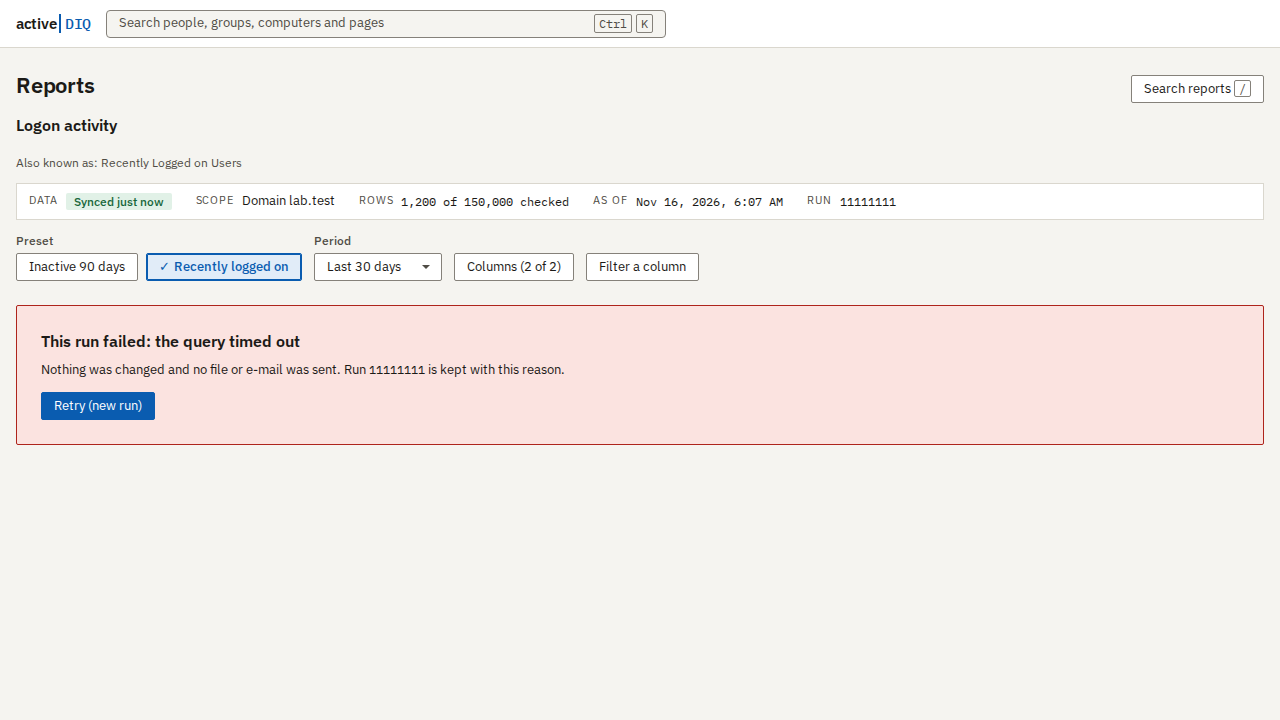 active DIQ Search people, groups, computers and pages Ctrl K
Reports Search reports /
Logon activity
Also known as: Recently Logged on Users
DATA Synced just now SCOPE Domain lab.test ROWS 1,200 of 150,000 checked AS OF Nov 16, 2026, 6:07 AM RUN 11111111
Preset Period
Inactive 90 days ✓ Recently logged on Last 30 days Columns (2 of 2) Filter a column
This run failed: the query timed out
Nothing was changed and no file or e-mail was sent. Run 11111111 is kept with this reason.
Retry (new run)